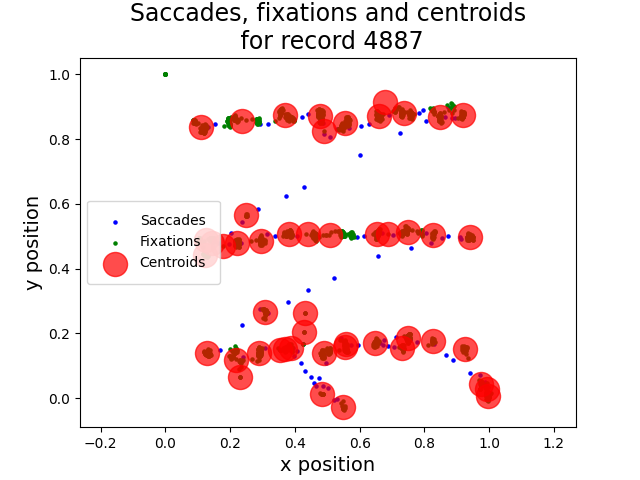 Saccades, fixations and centroids
for record 4887
y position
1.0
0.8
0.6
0.4
0.2
0.0
Saccades
Fixations
Centroids
−0.2 0.0 0.2 0.4 0.6 0.8 1.0 1.2
x position